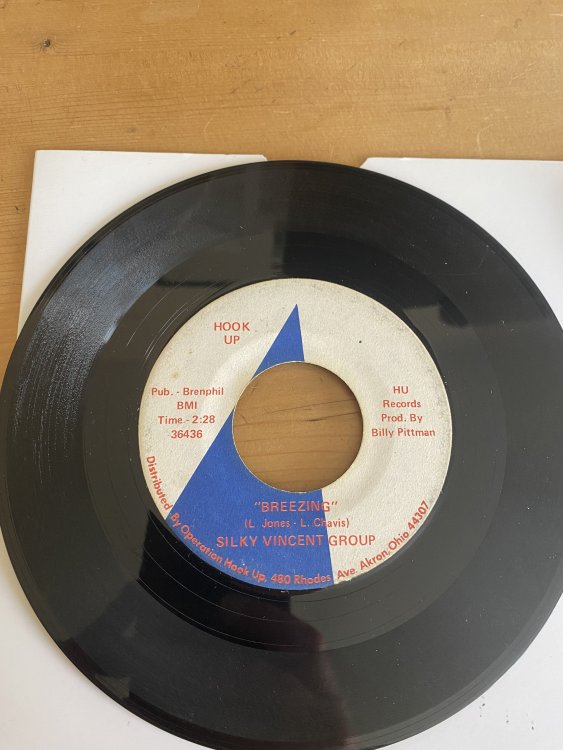 HOOK
UP
Pub. - Brenphil
BMI
Time - 2:28
36436
HU
Records
Prod. By
Billy Pittman
"BREEZING"
(L. Jones - L. Chavis)
SILKY VINCENT GROUP
Distributed By Operation Hook Up, 480 Rhodes Ave. Akron, Ohio 44307